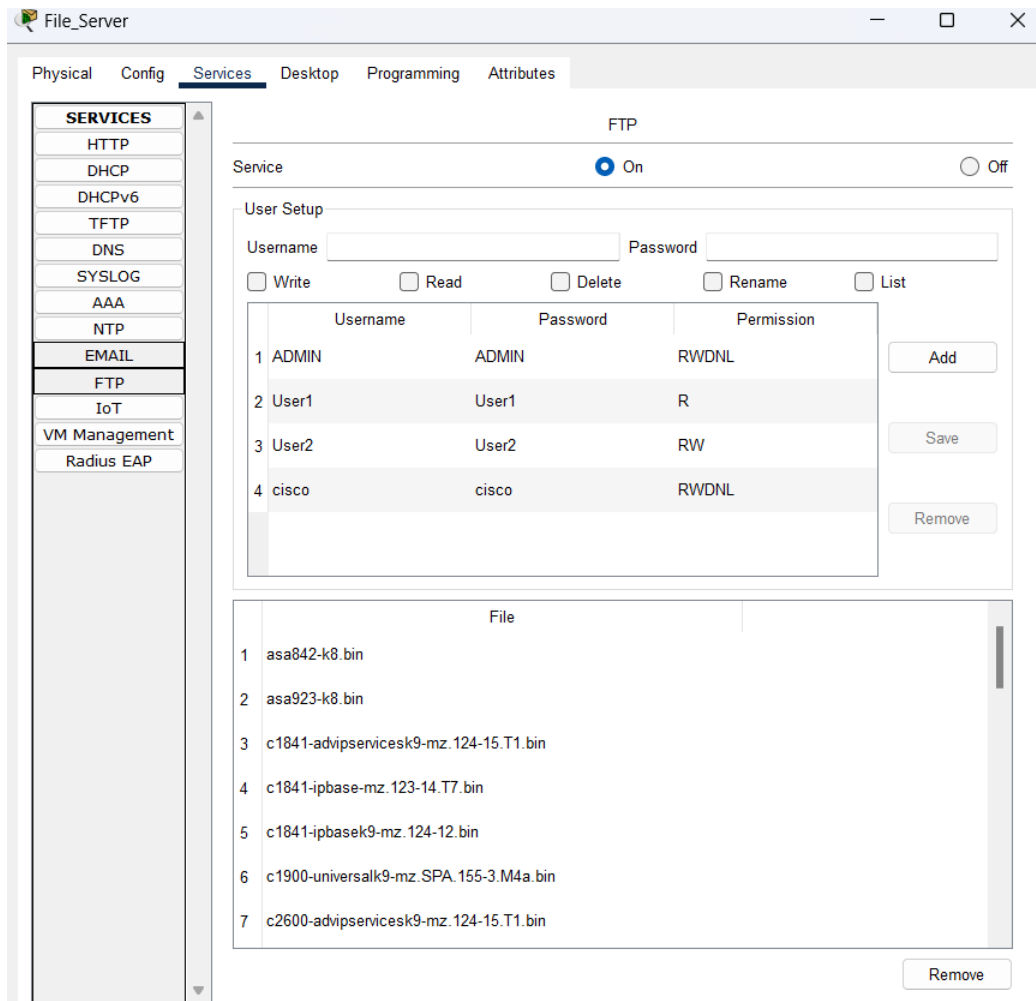 File_Server
Physical Config Services Desktop Programming Attributes
SERVICES
HTTP
DHCP
DHCPv6
TFTP
DNS
SYSLOG
AAA
NTP
EMAIL
FTP
IoT
VM Management
Radius EAP
FTP
Service On Off
User Setup
Username Password
Write Read Delete Rename List
Username Password Permission
1 ADMIN ADMIN RWDNL
2 User1 User1 R
3 User2 User2 RW
4 cisco cisco RWDNL
Add
Save
Remove
File
1 asa842-k8.bin
2 asa923-k8.bin
3 c1841-advipservicesk9-mz.124-15.T1.bin
4 c1841-ipbase-mz.123-14.T7.bin
5 c1841-ipbasek9-mz.124-12.bin
6 c1900-universalk9-mz.SPA.155-3.M4a.bin
7 c2600-advipservicesk9-mz.124-15.T1.bin
Remove